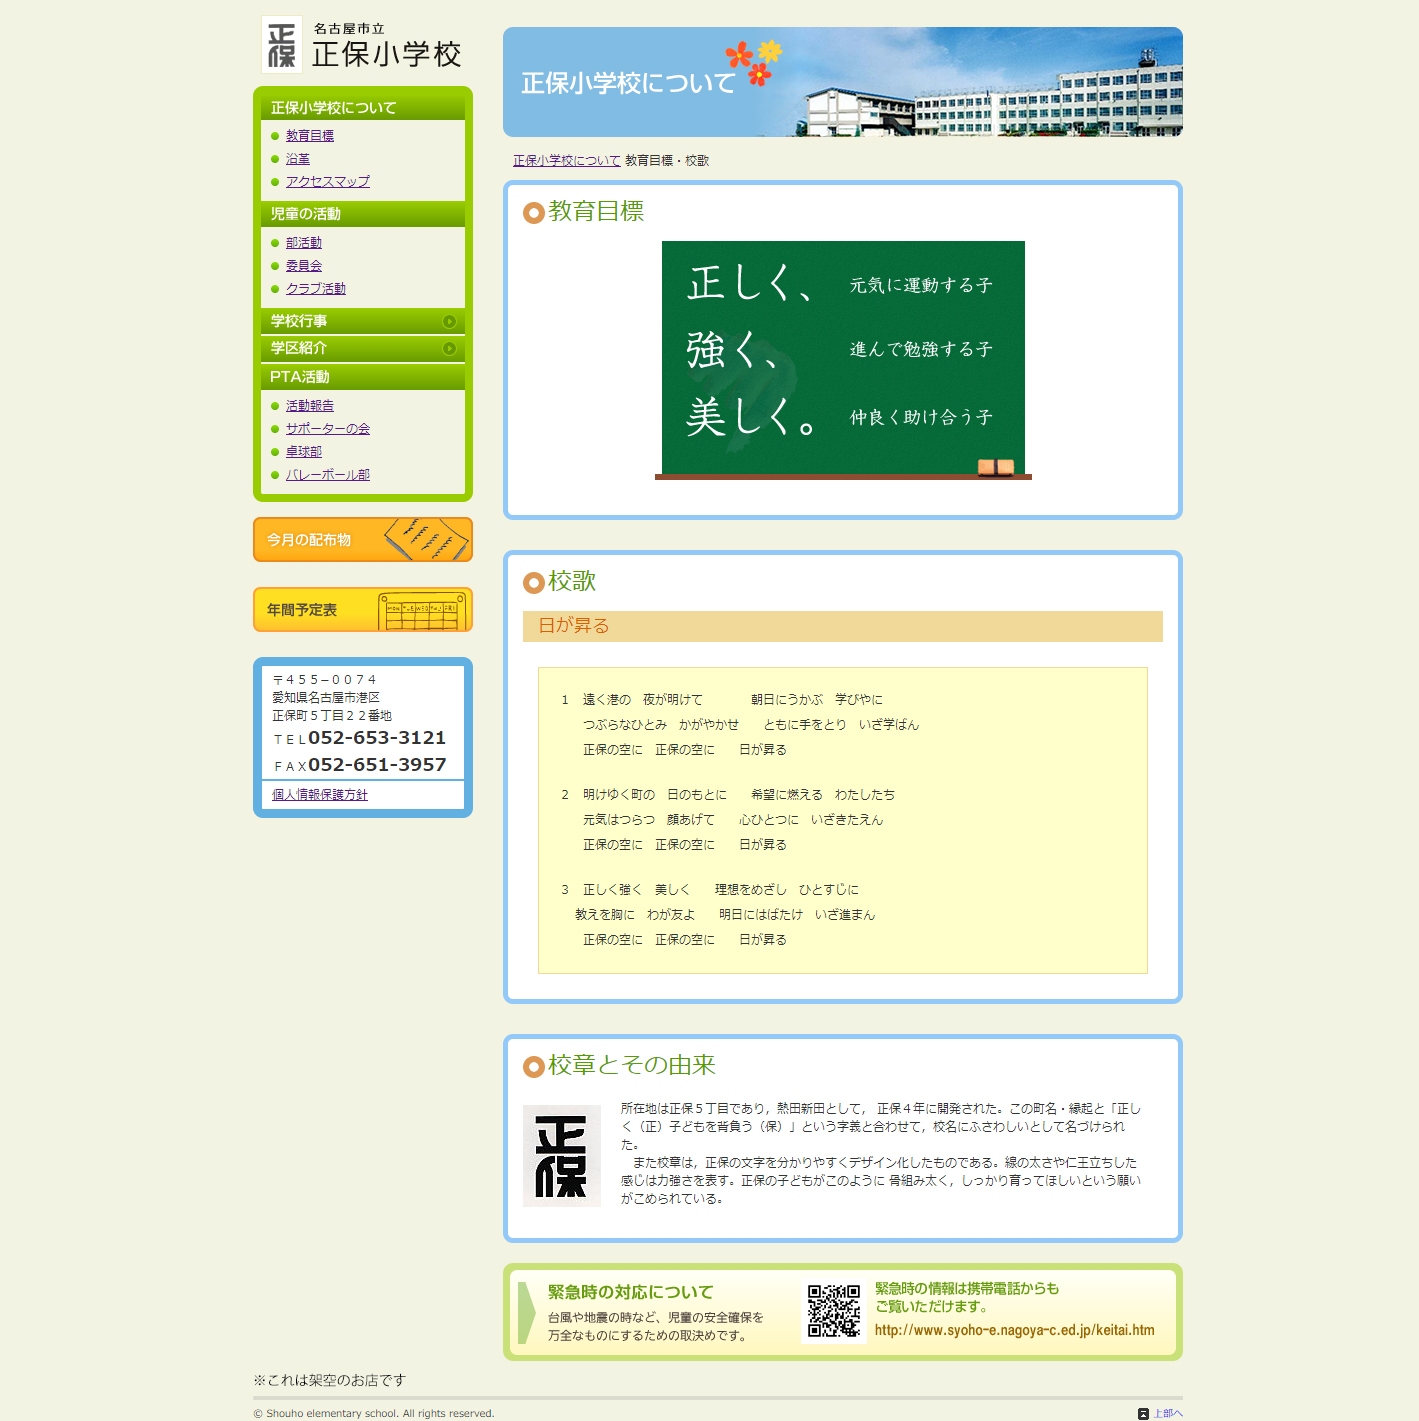 名古屋市立
正保小学校
正保小学校について
教育目標
沿革
アクセスマップ
児童の活動
部活動
委員会
クラブ活動
学校行事
学区紹介
PTA活動
活動報告
サポーターの会
卓球部
バレーボール部
今月の配布物
年間予定表
〒４５５－００７４
愛知県名古屋市港区
正保町５丁目２２番地
ＴＥＬ052-653-3121
ＦＡＸ052-651-3957
個人情報保護方針
正保小学校について
正保小学校について 教育目標・校歌
教育目標
正しく、 元気に運動する子
強く、 進んで勉強する子
美しく。 仲良く助け合う子
校歌
日が昇る
1　遠く港の　夜が明けて　　　　朝日にうかぶ　学びやに
つぶらなひとみ　かがやかせ　　ともに手をとり　いざ学ばん
正保の空に　正保の空に　　日が昇る
2　明けゆく町の　日のもとに　　希望に燃える　わたしたち
元気はつらつ　顔あげて　　心ひとつに　いざきたえん
正保の空に　正保の空に　　日が昇る
3　正しく強く　美しく　　理想をめざし　ひとすじに
教えを胸に　わが友よ　　明日にはばたけ　いざ進まん
正保の空に　正保の空に　　日が昇る
校章とその由来
正保
所在地は正保５丁目であり，熱田新田として， 正保４年に開発された。この町名・縁起と「正し
く（正）子どもを背負う（保）」という字義と合わせて，校名にふさわしいとして名づけられ
た。
また校章は，正保の文字を分かりやすくデザイン化したものである。線の太さや仁王立ちした
感じは力強さを表す。正保の子どもがこのように 骨組み太く，しっかり育ってほしいという願い
がこめられている。
緊急時の対応について
台風や地震の時など、児童の安全確保を
万全なものにするための取決めです。
緊急時の情報は携帯電話からも
ご覧いただけます。
http://www.syoho-e.nagoya-c.ed.jp/keitai.htm
※これは架空のお店です
© Shouho elementary school. All rights reserved.
上部へ